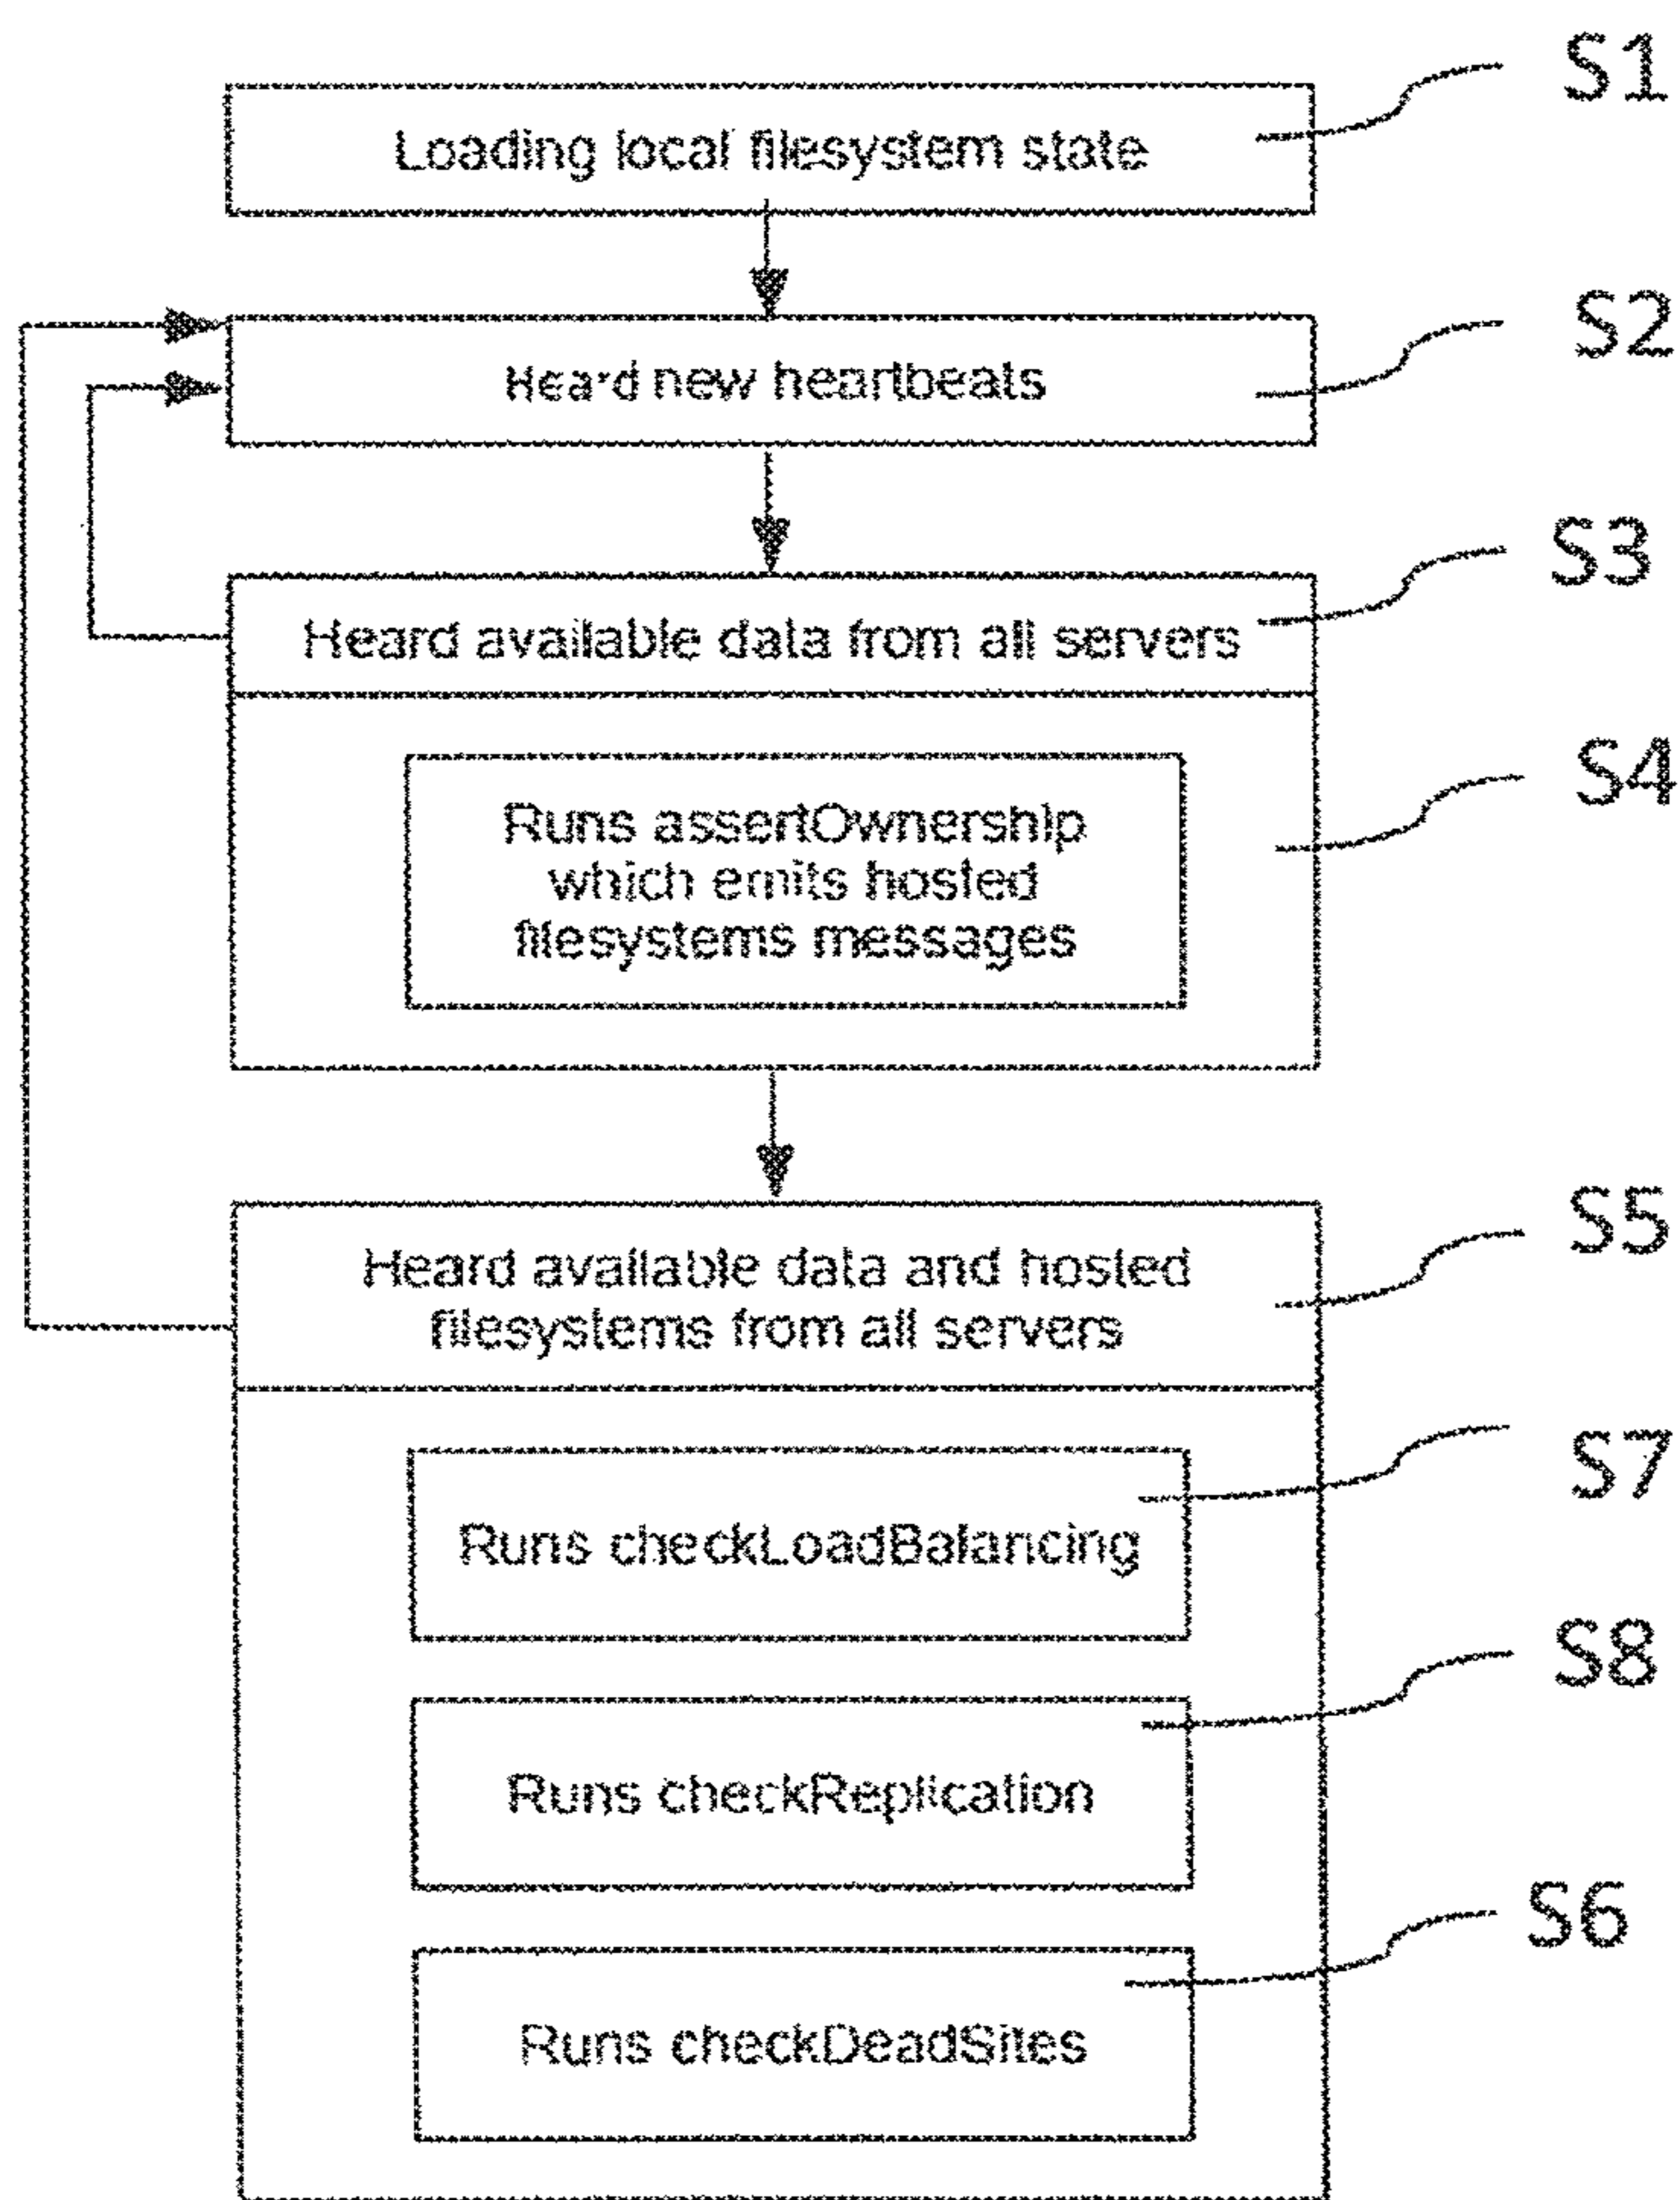 S1
Loading local filesystem state
S2
Heard new heartbeats
S3
Heard available data from all servers
S4
Runs assertOwnership
which emits hosted
filesystems messages
S5
Heard available data and hosted
filesystems from all servers
S7
Runs checkLoadBalancing
S8
Runs checkReplication
S6
Runs checkDeadSites